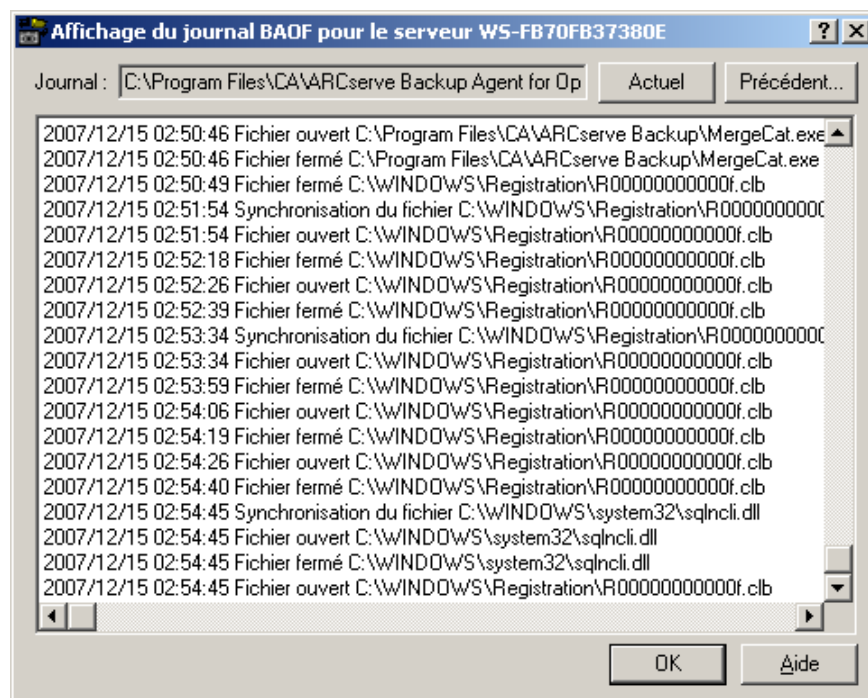 Affichage du journal BAOF pour le serveur WS-FB70FB37380E
Journal : C:\Program Files\CA\ARCserve Backup Agent for Op Actuel Précédent...
2007/12/15 02:50:46 Fichier ouvert C:\Program Files\CA\ARCserve Backup\MergeCat.exe
2007/12/15 02:50:46 Fichier fermé C:\Program Files\CA\ARCserve Backup\MergeCat.exe
2007/12/15 02:50:49 Fichier fermé C:\WINDOWS\Registration\R00000000000f.clb
2007/12/15 02:51:54 Synchronisation du fichier C:\WINDOWS\Registration\R0000000000
2007/12/15 02:51:54 Fichier ouvert C:\WINDOWS\Registration\R00000000000f.clb
2007/12/15 02:52:18 Fichier fermé C:\WINDOWS\Registration\R00000000000f.clb
2007/12/15 02:52:26 Fichier ouvert C:\WINDOWS\Registration\R00000000000f.clb
2007/12/15 02:52:39 Fichier fermé C:\WINDOWS\Registration\R00000000000f.clb
2007/12/15 02:53:34 Synchronisation du fichier C:\WINDOWS\Registration\R0000000000
2007/12/15 02:53:34 Fichier ouvert C:\WINDOWS\Registration\R00000000000f.clb
2007/12/15 02:53:59 Fichier fermé C:\WINDOWS\Registration\R00000000000f.clb
2007/12/15 02:54:06 Fichier ouvert C:\WINDOWS\Registration\R00000000000f.clb
2007/12/15 02:54:19 Fichier fermé C:\WINDOWS\Registration\R00000000000f.clb
2007/12/15 02:54:26 Fichier ouvert C:\WINDOWS\Registration\R00000000000f.clb
2007/12/15 02:54:40 Fichier fermé C:\WINDOWS\Registration\R00000000000f.clb
2007/12/15 02:54:45 Synchronisation du fichier C:\WINDOWS\system32\sqlncli.dll
2007/12/15 02:54:45 Fichier ouvert C:\WINDOWS\system32\sqlncli.dll
2007/12/15 02:54:45 Fichier fermé C:\WINDOWS\system32\sqlncli.dll
2007/12/15 02:54:45 Fichier ouvert C:\WINDOWS\Registration\R00000000000f.clb
OK Aide